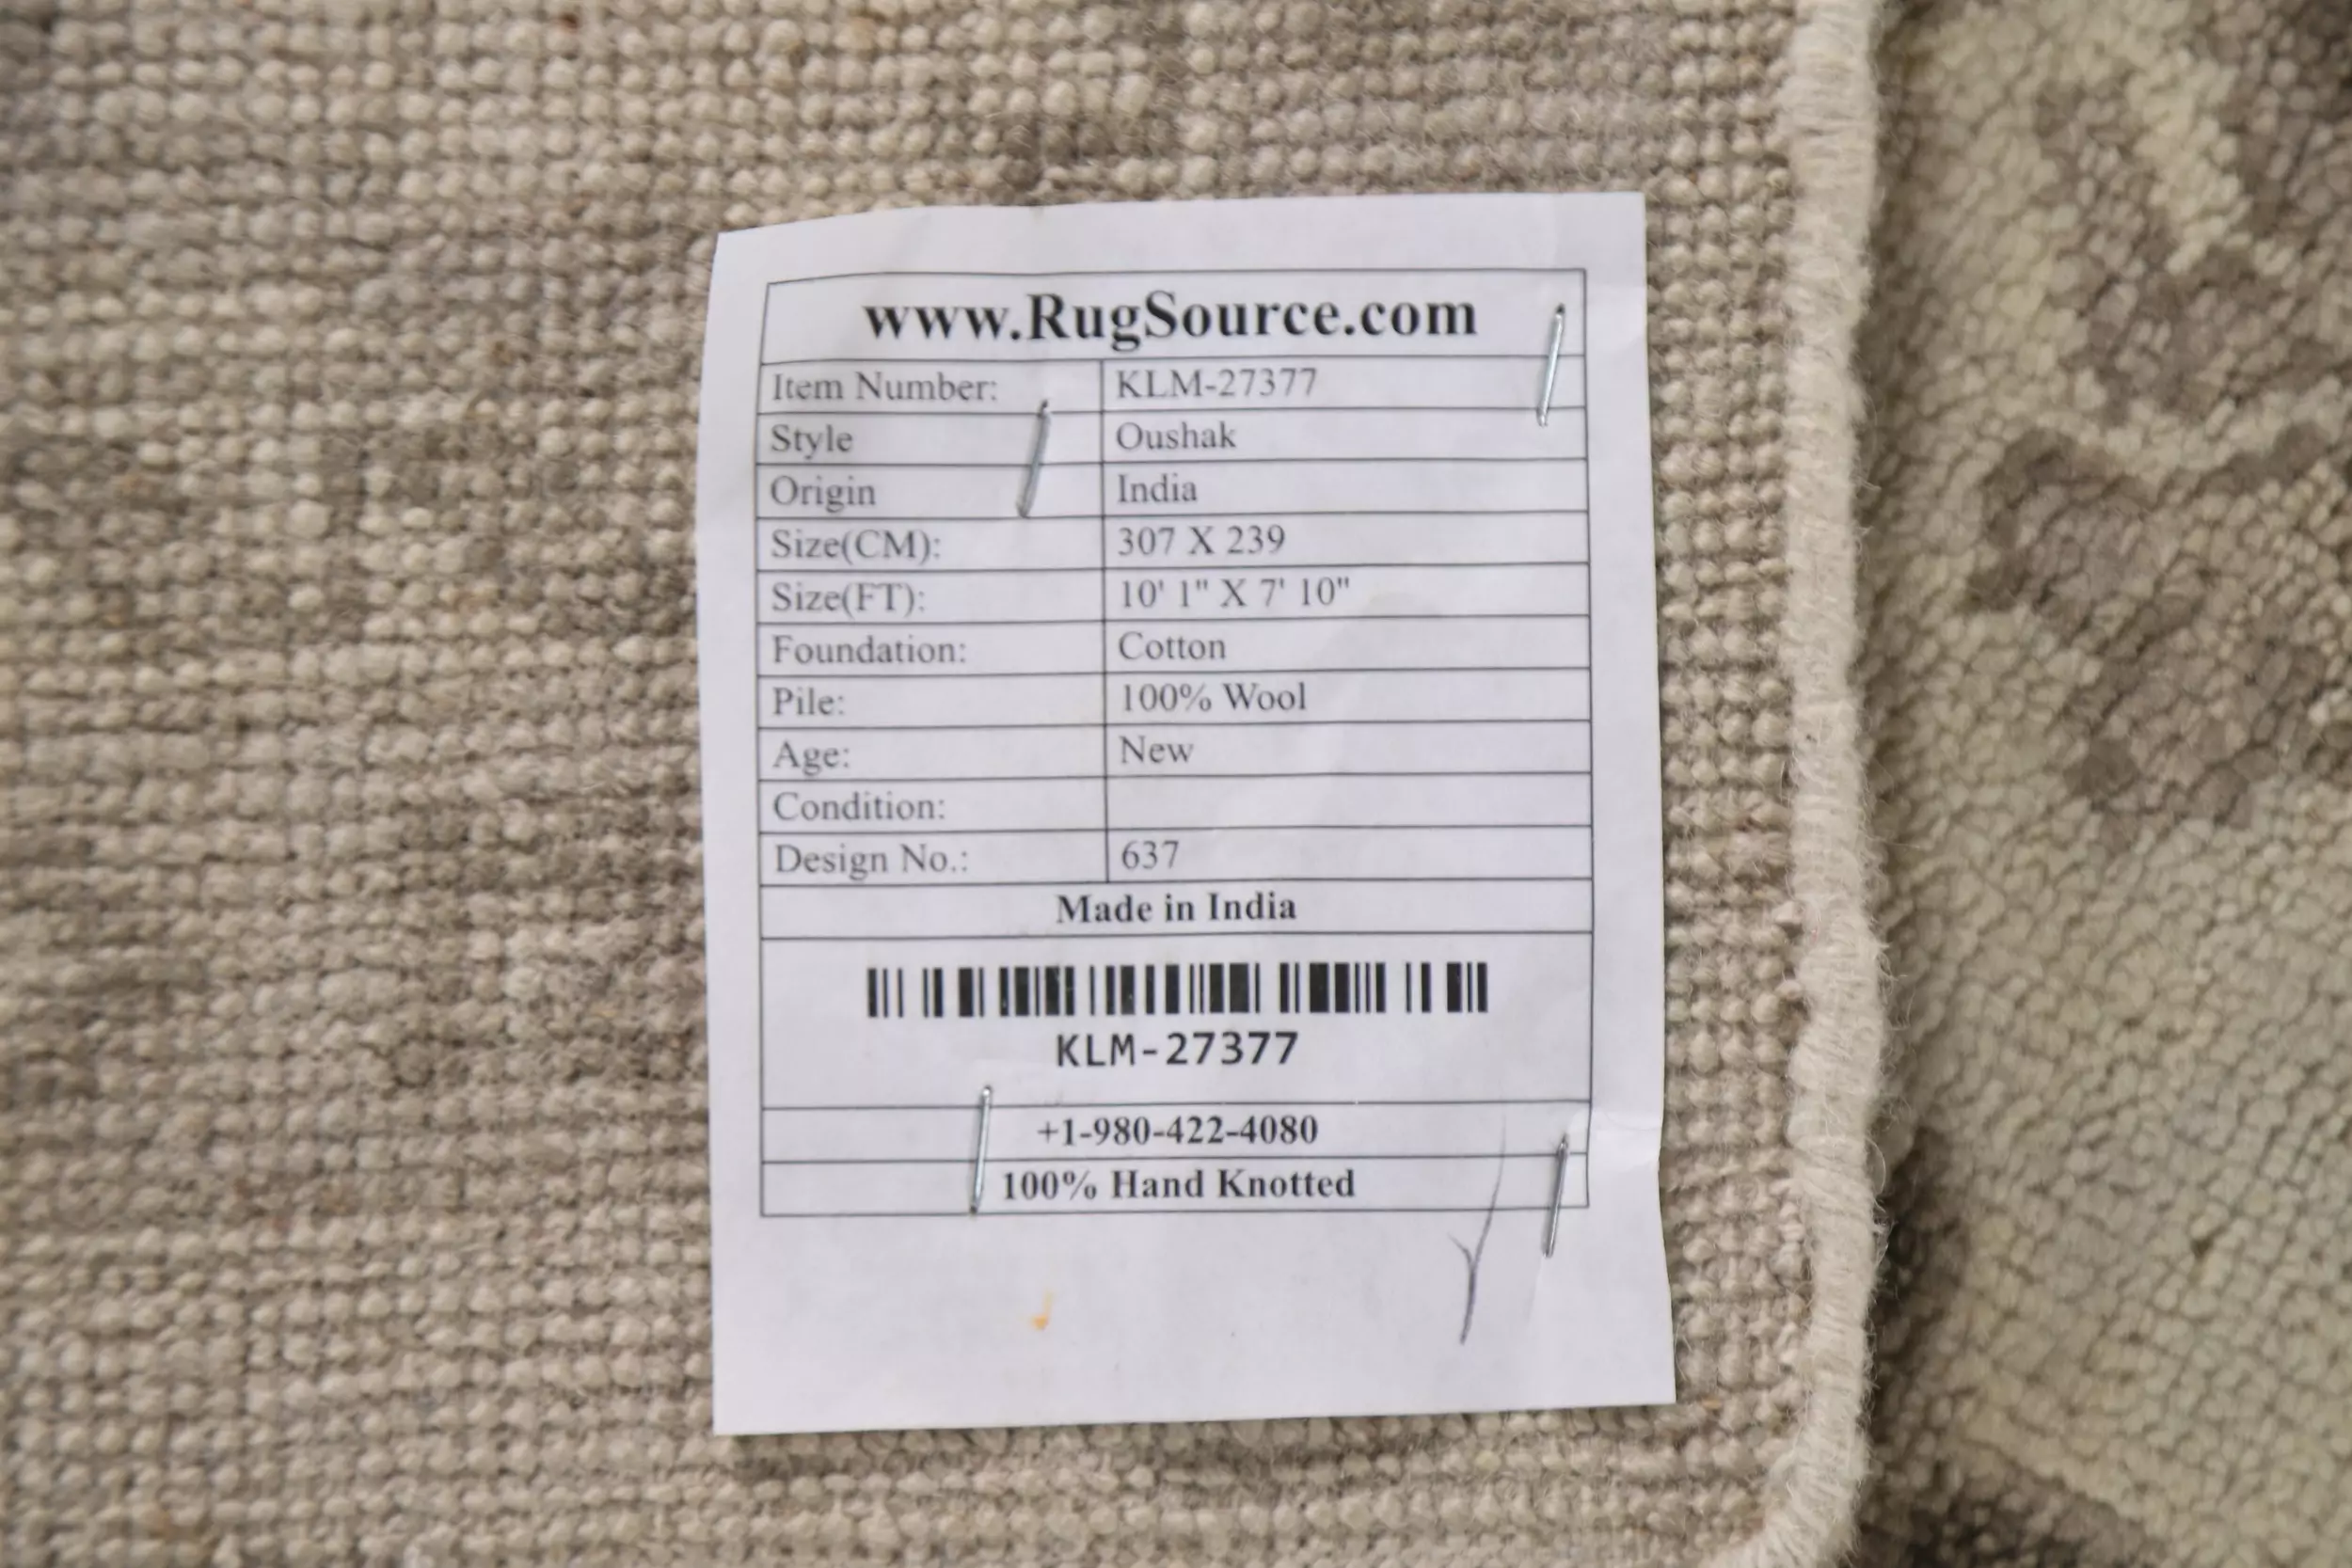 www.RugSource.com
Item Number: KLM-27377
Style Oushak
Origin India
Size(CM): 307 X 239
Size(FT): 10' 1" X 7' 10"
Foundation: Cotton
Pile: 100% Wool
Age: New
Condition:
Design No.: 637
Made in India
KLM-27377
+1-980-422-4080
100% Hand Knotted